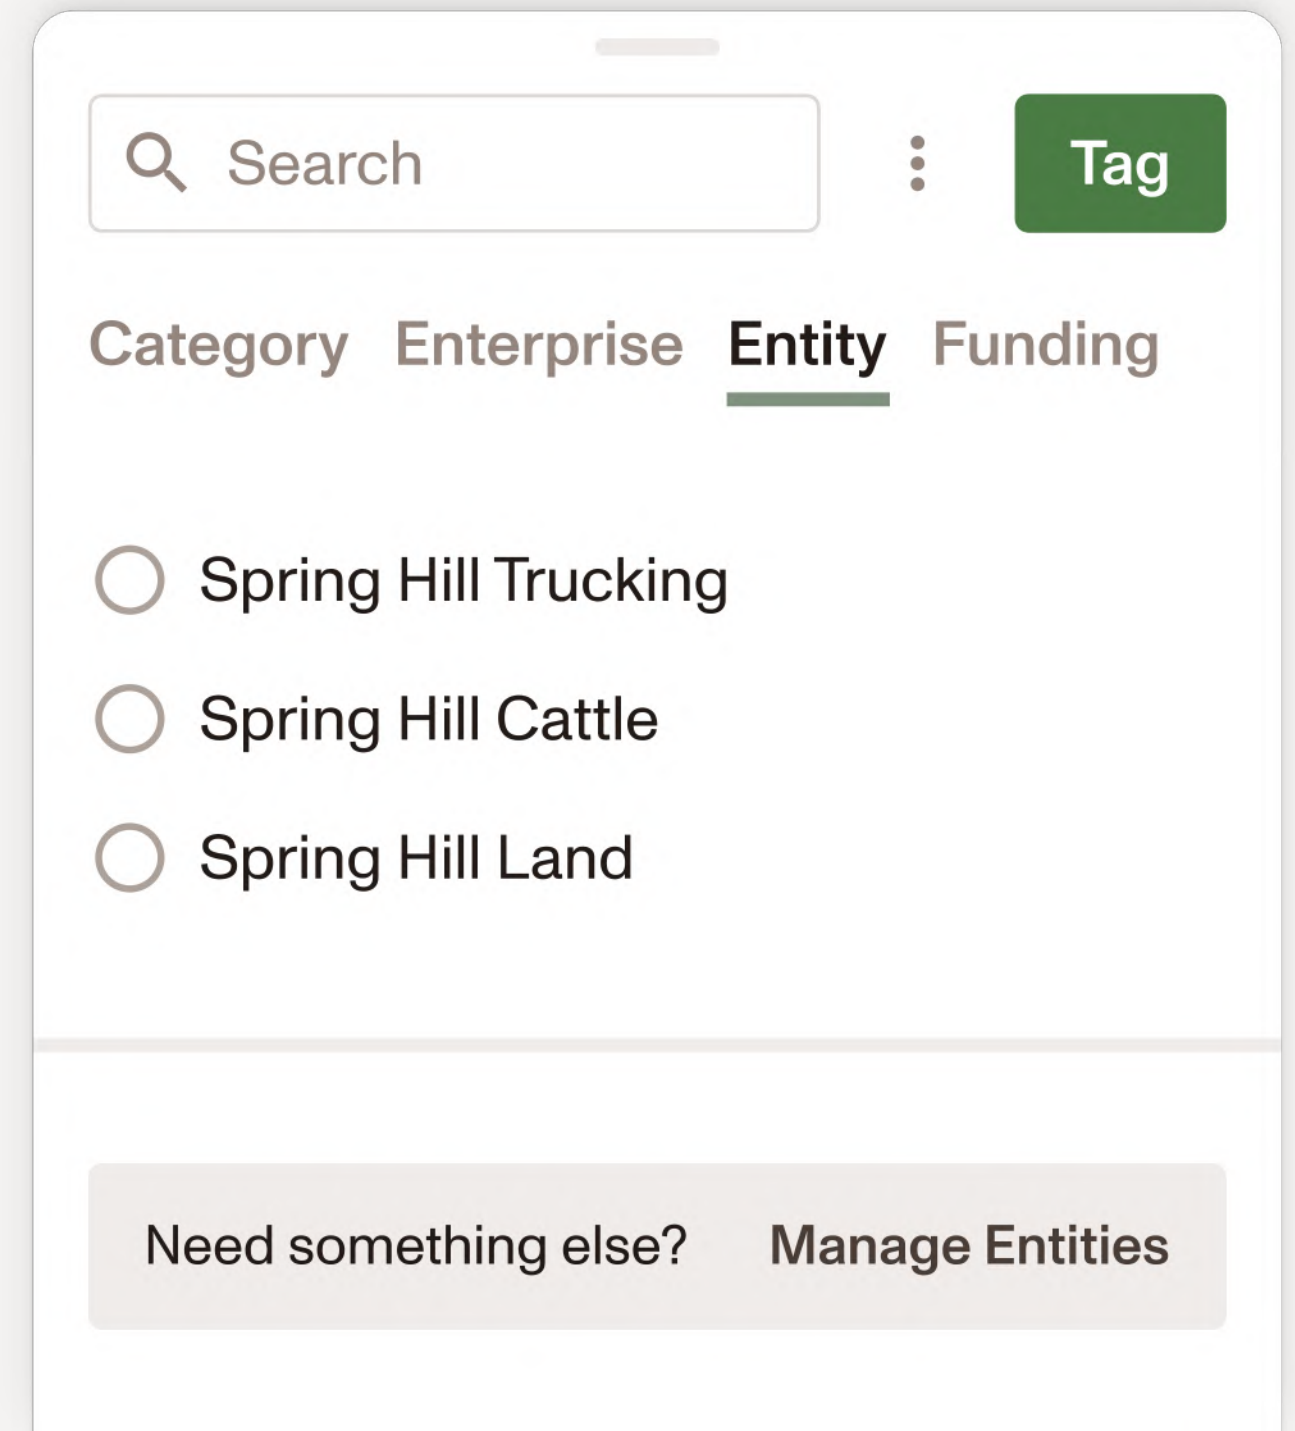 Search
Tag
Category Enterprise Entity Funding
Spring Hill Trucking
Spring Hill Cattle
Spring Hill Land
Need something else? Manage Entities